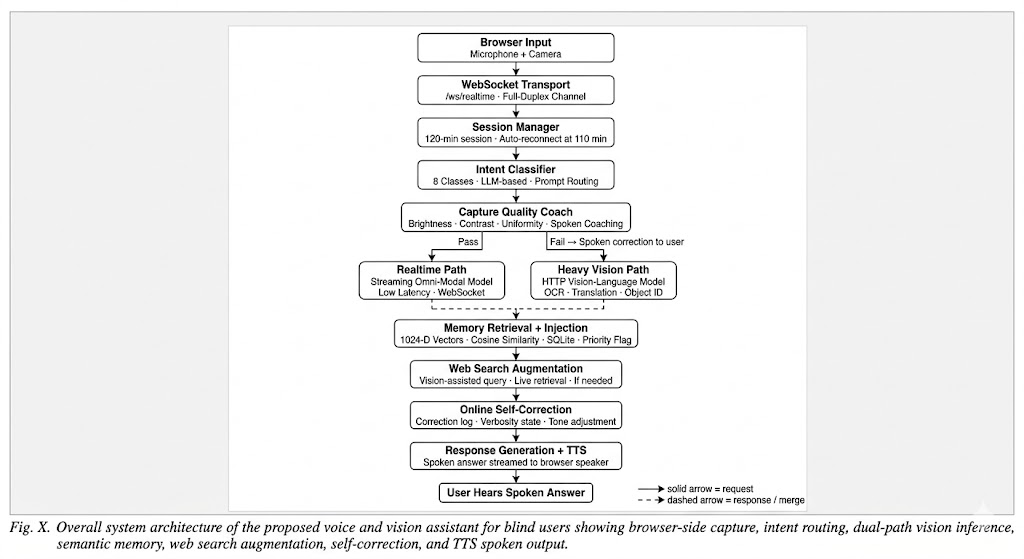 Browser Input
Microphone + Camera
WebSocket Transport
/ws/realtime · Full-Duplex Channel
Session Manager
120-min session · Auto-reconnect at 110 min
Intent Classifier
8 Classes · LLM-based · Prompt Routing
Capture Quality Coach
Brightness · Contrast · Uniformity · Spoken Coaching
Pass
Fail → Spoken correction to user
Realtime Path
Streaming Omni-Modal Model
Low Latency · WebSocket
Heavy Vision Path
HTTP Vision-Language Model
OCR · Translation · Object ID
Memory Retrieval + Injection
1024-D Vectors · Cosine Similarity · SQLite · Priority Flag
Web Search Augmentation
Vision-assisted query · Live retrieval · If needed
Online Self-Correction
Correction log · Verbosity state · Tone adjustment
Response Generation + TTS
Spoken answer streamed to browser speaker
User Hears Spoken Answer
solid arrow = request
dashed arrow = response / merge
Fig. X. Overall system architecture of the proposed voice and vision assistant for blind users showing browser-side capture, intent routing, dual-path vision inference,
semantic memory, web search augmentation, self-correction, and TTS spoken output.